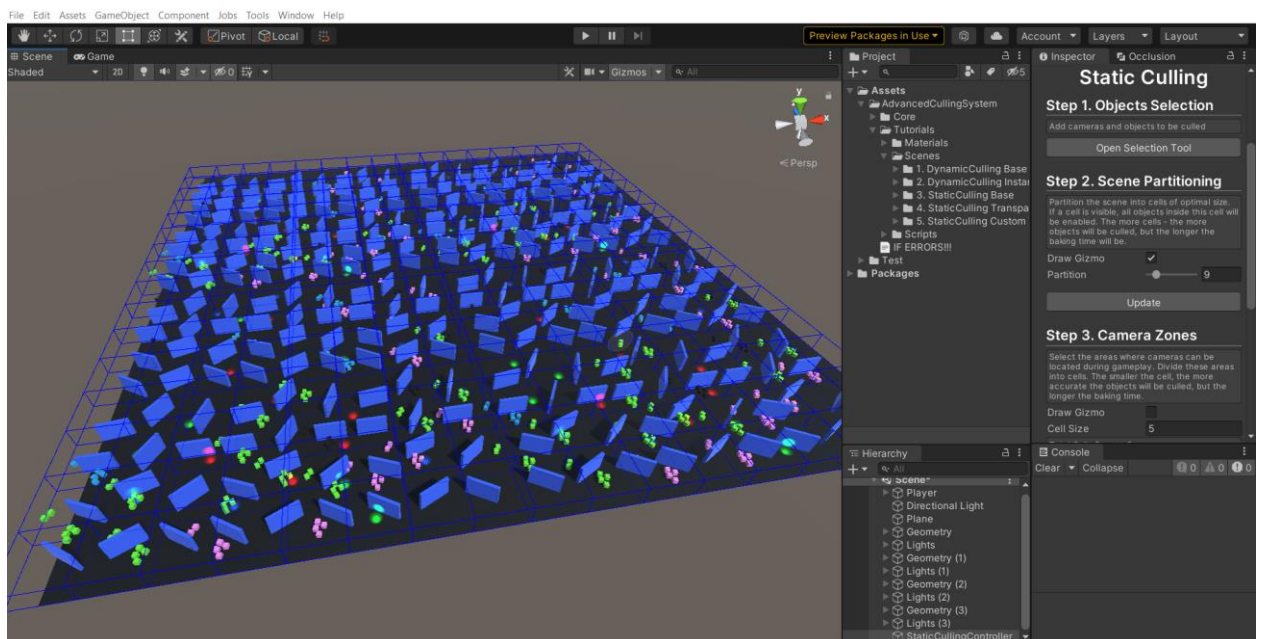 File Edit Assets GameObject Component Jobs Tools Window Help
Pivot Local
Preview Packages in Use
Account Layers Layout
Scene Game
Shaded 2D 0 Gizmos All
y
x
Persp
Project
5
Assets
AdvancedCullingSystem
Core
Tutorials
Materials
Scenes
1. DynamicCulling Base
2. DynamicCulling Instan
3. StaticCulling Base
4. StaticCulling Transpa
5. StaticCulling Custom
Scripts
IF ERRORS!!!
Test
Packages
Hierarchy
All
Scene*
Player
Directional Light
Plane
Geometry
Lights
Geometry (1)
Lights (1)
Geometry (2)
Lights (2)
Geometry (3)
Lights (3)
StaticCullingController
Inspector Occlusion
Static Culling
Step 1. Objects Selection
Add cameras and objects to be culled
Open Selection Tool
Step 2. Scene Partitioning
Partition the scene into cells of optimal size.
If a cell is visible, all objects inside this cell will
be enabled. The more cells - the more
objects will be culled, but the longer the
baking time will be.
Draw Gizmo
Partition 9
Update
Step 3. Camera Zones
Select the areas where cameras can be
located during gameplay. Divide these areas
into cells. The smaller the cell, the more
accurate the objects will be culled, but the
longer the baking time.
Draw Gizmo
Cell Size 5
Console
Clear Collapse 0 0 0